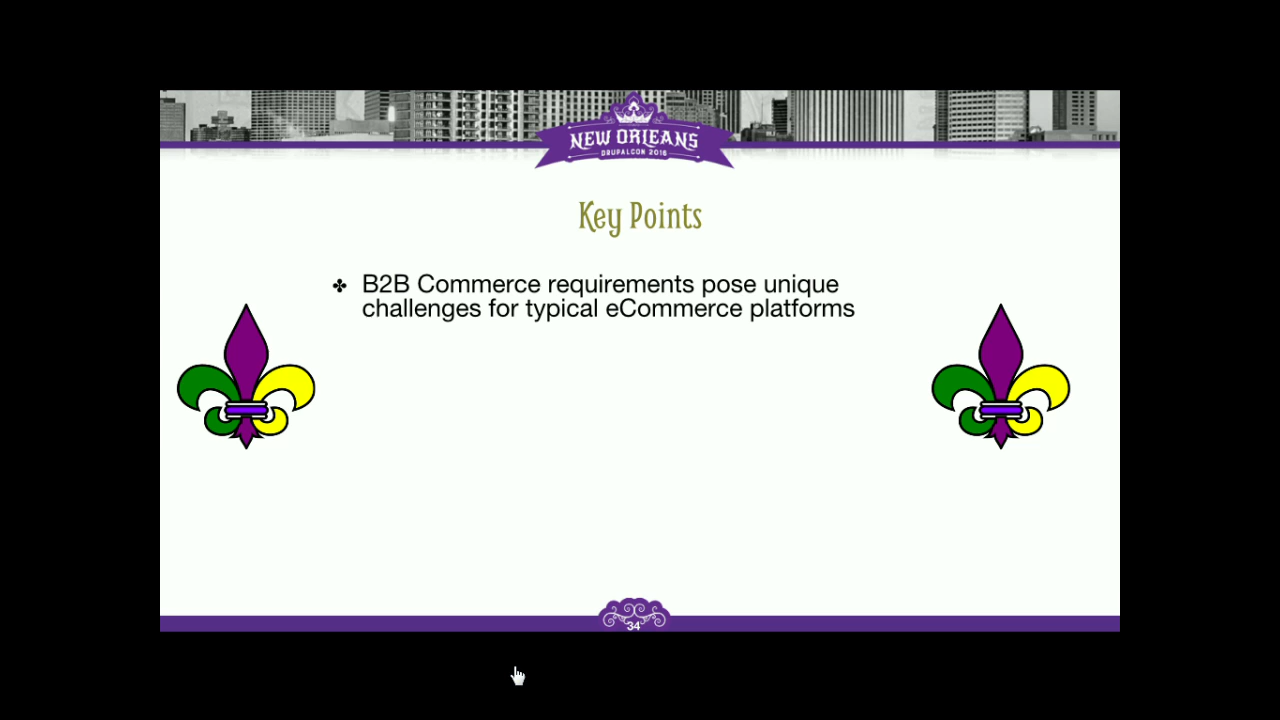 NEW ORLEANS
DRUPALCON 2016
Key Points
✤ B2B Commerce requirements pose unique
challenges for typical eCommerce platforms
34